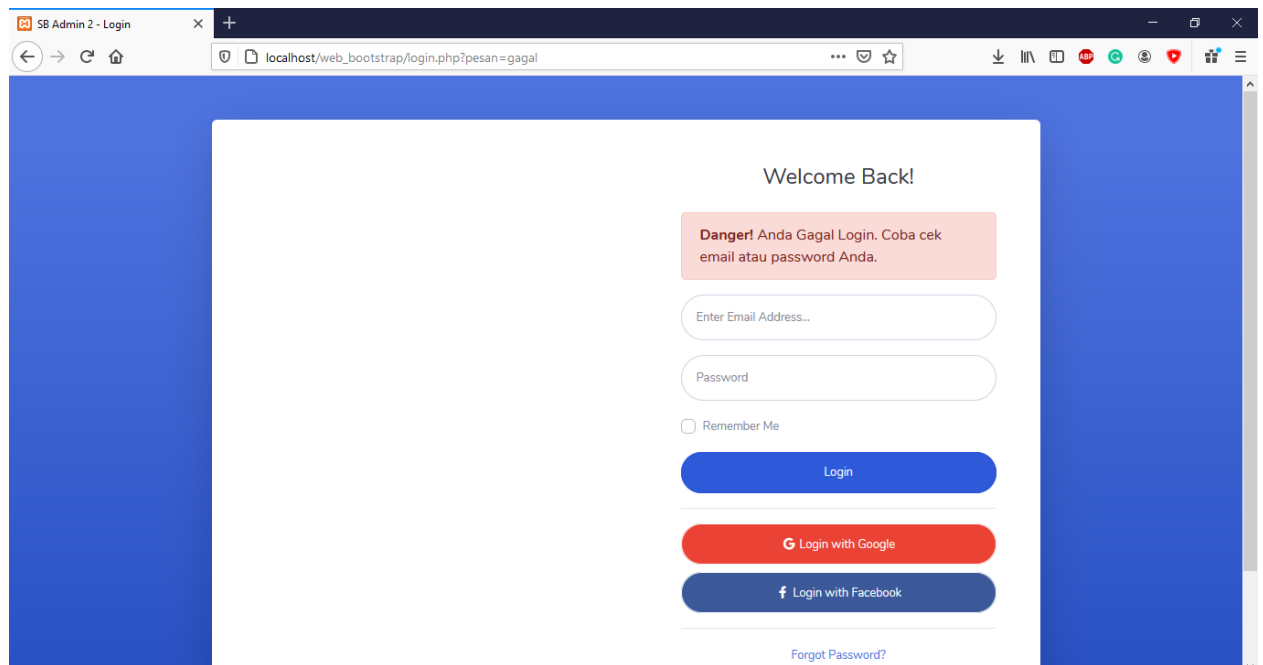 SB Admin 2 - Login
localhost/web_bootstrap/login.php?pesan=gagal
ABP
G
Welcome Back!
Danger! Anda Gagal Login. Coba cek
email atau password Anda.
Enter Email Address...
Password
Remember Me
Login
G Login with Google
f Login with Facebook
Forgot Password?